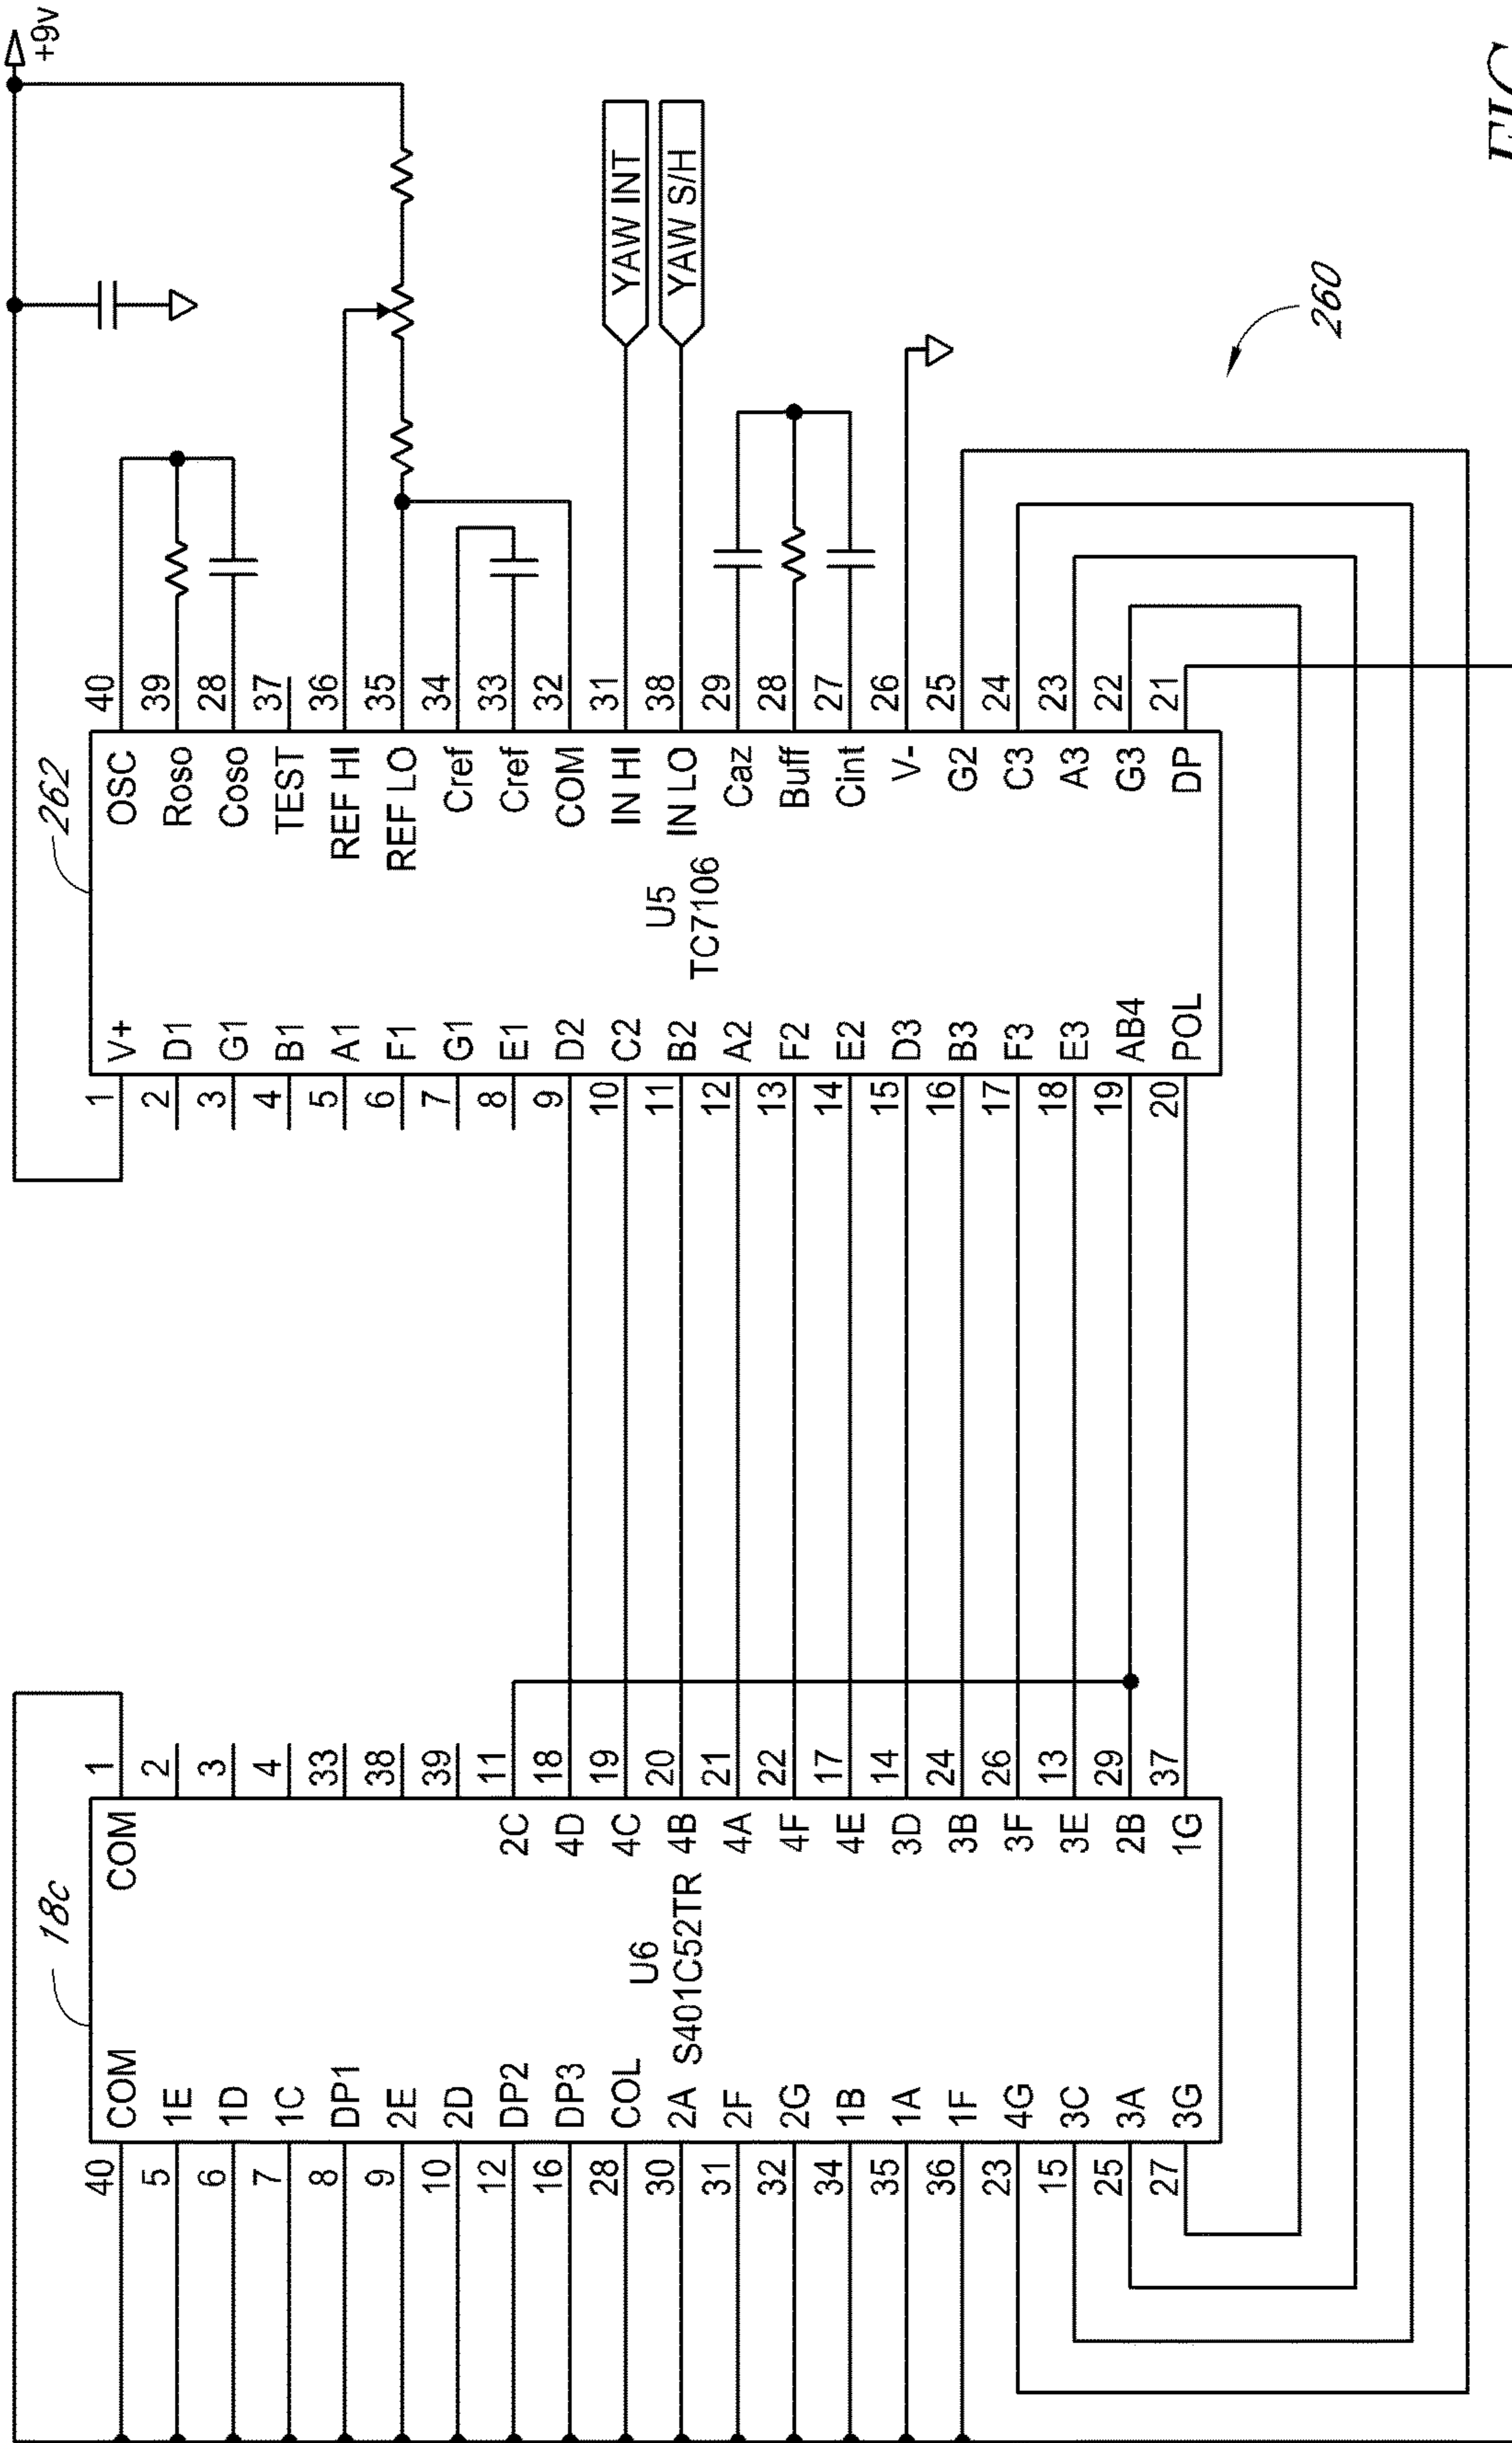 +9v
262
18c
1 V+
2 D1
3 G1
4 B1
5 A1
6 F1
7 G1
8 E1
9 D2
10 C2
11 B2
12 A2
13 F2
14 E2
15 D3
16 B3
17 F3
18 E3
19 AB4
20 POL
U5
TC7106
OSC 40
Roso 39
Coso 28
TEST 37
REF HI 36
REF LO 35
Cref 34
Cref 33
COM 32
IN HI 31
IN LO 38
Caz 29
Buff 28
Cint 27
V- 26
G2 25
C3 24
A3 23
G3 22
DP 21
YAW INT
YAW S/H
40 COM
5 1E
6 1D
7 1C
8 DP1
9 2E
10 2D
12 DP2
16 DP3
28 COL
30 2A
31 2F
32 2G
34 1B
35 1A
36 1F
23 4G
15 3C
25 3A
27 3G
U6
S401C52TR
COM 1
2
3
4
33
38
39
2C 11
4D 18
4C 19
4B 20
4A 21
4F 22
4E 17
3D 14
3B 24
3F 26
3E 13
2B 29
1G 37
260